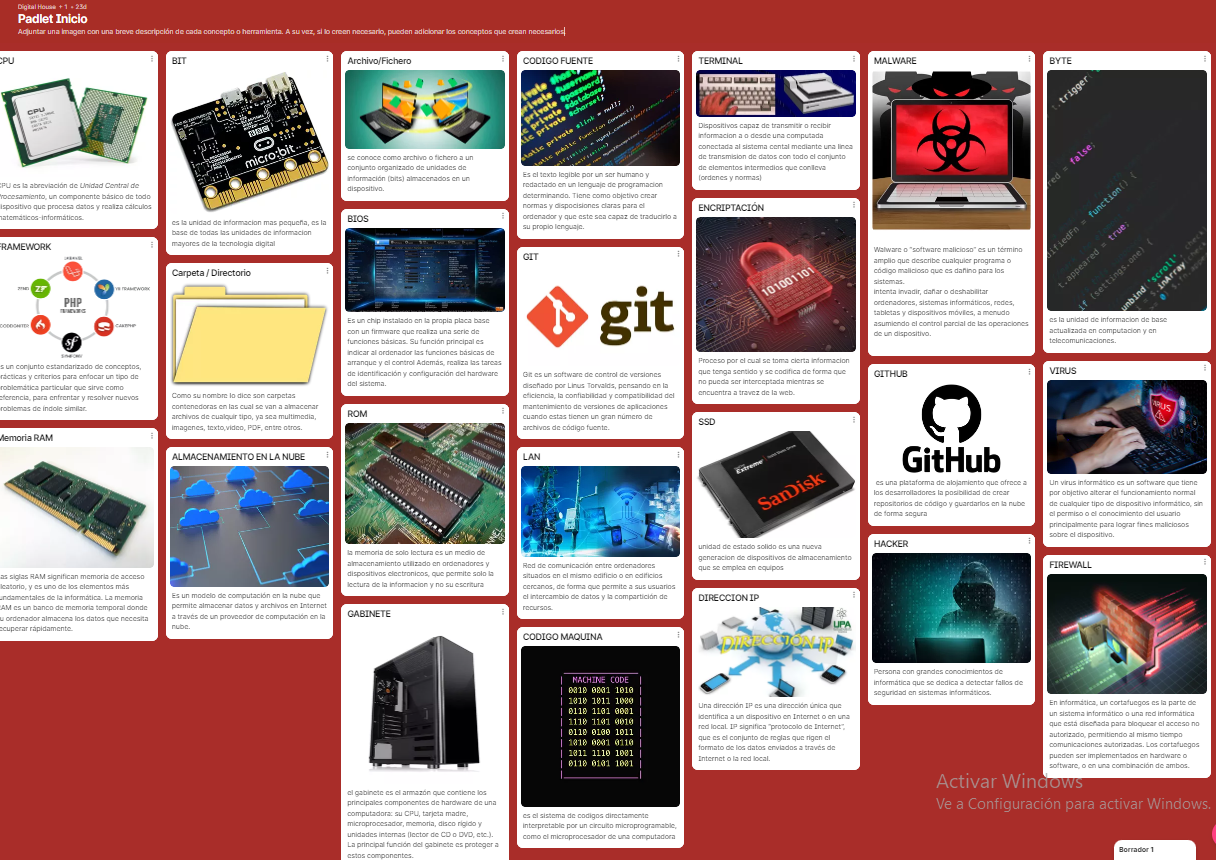 Digital House + 1 • 23d
Padlet Inicio
Adjuntar una imagen con una breve descripción de cada concepto o herramienta. A su vez, si lo creen necesario, pueden adicionar los conceptos que crean necesarios
CPU
CPU
CPU es la abreviación de Unidad Central de
Procesamiento, un componente básico de todo
dispositivo que procesa datos y realiza cálculos
matemáticos-informáticos.
FRAMEWORK
LARAVEL
ZEND
YII FRAMEWORK
PHP
FRAMEWORK
CODEIGNITER
CAKEPHP
SYMFONY
es un conjunto estandarizado de conceptos,
prácticas y criterios para enfocar un tipo de
problemática particular que sirve como
referencia, para enfrentar y resolver nuevos
problemas de índole similar.
Memoria RAM
Las siglas RAM significan memoria de acceso
aleatorio, y es uno de los elementos más
fundamentales de la informática. La memoria
RAM es un banco de memoria temporal donde
su ordenador almacena los datos que necesita
recuperar rápidamente.
BIT
micro:bit
es la unidad de informacion mas pequeña, es la
base de todas las unidades de informacion
mayores de la tecnologia digital
Carpeta / Directorio
Como su nombre lo dice son carpetas
contenedoras en las cual se van a almacenar
archivos de cualquir tipo, ya sea multimedia,
imagenes, texto,video, PDF, entre otros.
ALMACENAMIENTO EN LA NUBE
Es un modelo de computación en la nube que
permite almacenar datos y archivos en Internet
a través de un proveedor de computación en la
nube.
Archivo/Fichero
se conoce como archivo o fichero a un
conjunto organizado de unidades de
información (bits) almacenados en un
dispositivo.
BIOS
Es un chip instalado en la propia placa base
con un firmware que realiza una serie de
funciones básicas. Su función principal es
indicar al ordenador las funciones básicas de
arranque y el control Además, realiza las tareas
de identificación y configuración del hardware
del sistema.
ROM
la memoria de solo lectura es un medio de
almacenamiento utilizado en ordenadores y
dispositivos electronicos, que permite solo la
lectura de la informacion y no su escritura
GABINETE
el gabinete es el armazón que contiene los
principales componentes de hardware de una
computadora: su CPU, tarjeta madre,
microprocesador, memoria, disco rígido y
unidades internas (lector de CD o DVD, etc.).
La principal función del gabinete es proteger a
estos componentes.
CODIGO FUENTE
$password;
$database;
$charset;
static private $link = null;
static public function Connect()
Es el texto legible por un ser humano y
redactado en un lenguaje de programacion
determinando. Tiene como objetivo crear
normas y disposiciones claras para el
ordenador y que este sea capaz de traducirlo a
su propio lenguaje.
GIT
git
Git es un software de control de versiones
diseñado por Linus Torvalds, pensando en la
eficiencia, la confiabilidad y compatibilidad del
mantenimiento de versiones de aplicaciones
cuando estas tienen un gran número de
archivos de código fuente.
LAN
Red de comunicación entre ordenadores
situados en el mismo edificio o en edificios
cercanos, de forma que permite a sus usuarios
el intercambio de datos y la compartición de
recursos.
CODIGO MAQUINA
MACHINE CODE
0010 0001 1010
1010 1011 1000
0110 1101 0001
1110 1101 0010
0110 0100 1011
1010 0001 0110
1011 1110 1001
0110 0101 1001
es el sistema de codigos directamente
interpretable por un circuito microprogramable,
como el microprocesador de una computadora
TERMINAL
Dispositivos capaz de transmitir o recibir
informacion a o desde una computada
conectada al sistema cental mediante una linea
de transmision de datos con todo el conjunto
de elementos intermedios que conlleva
(ordenes y normas)
ENCRIPTACIÓN
101001101
Proceso por el cual se toma cierta informacion
que tenga sentido y se codifica de forma que
no pueda ser interceptada mientras se
encuentra a travez de la web.
SSD
Extreme
SanDisk
unidad de estado solido es una nueva
generacion de dispositivos de almacenamiento
que se emplea en equipos
DIRECCION IP
UPA
DIRECCIÓN IP
Una dirección IP es una dirección única que
identifica a un dispositivo en Internet o en una
red local. IP significa "protocolo de Internet",
que es el conjunto de reglas que rigen el
formato de los datos enviados a través de
Internet o la red local.
MALWARE
Walware o "software malicioso" es un término
amplio que describe cualquier programa o
código malicioso que es dañino para los
sistemas.
Intenta invadir, dañar o deshabilitar
ordenadores, sistemas informáticos, redes,
tabletas y dispositivos móviles, a menudo
asumiendo el control parcial de las operaciones
de un dispositivo.
GITHUB
GitHub
es una plataforma de alojamiento que ofrece a
los desarrolladores la posibilidad de crear
repositorios de código y guardarlos en la nube
de forma segura
HACKER
Persona con grandes conocimientos de
informática que se dedica a detectar fallos de
seguridad en sistemas informáticos.
BYTE
.trigger
false;
= function() {
= true;
.appeared
if (settings.one)
unbind('scroll'
inArray
es la unidad de informacion de base
actualizada en computacion y en
telecomunicaciones.
VIRUS
VIRUS
Un virus informático es un software que tiene
por objetivo alterar el funcionamiento normal
de cualquier tipo de dispositivo informático, sin
el permiso o el conocimiento del usuario
principalmente para lograr fines maliciosos
sobre el dispositivo.
FIREWALL
En informática, un cortafuegos es la parte de
un sistema informático o una red informática
que está diseñada para bloquear el acceso no
autorizado, permitiendo al mismo tiempo
comunicaciones autorizadas. Los cortafuegos
pueden ser implementados en hardware o
software, o en una combinación de ambos.
Activar Windows
Ve a Configuración para activar Windows.
Borrador 1